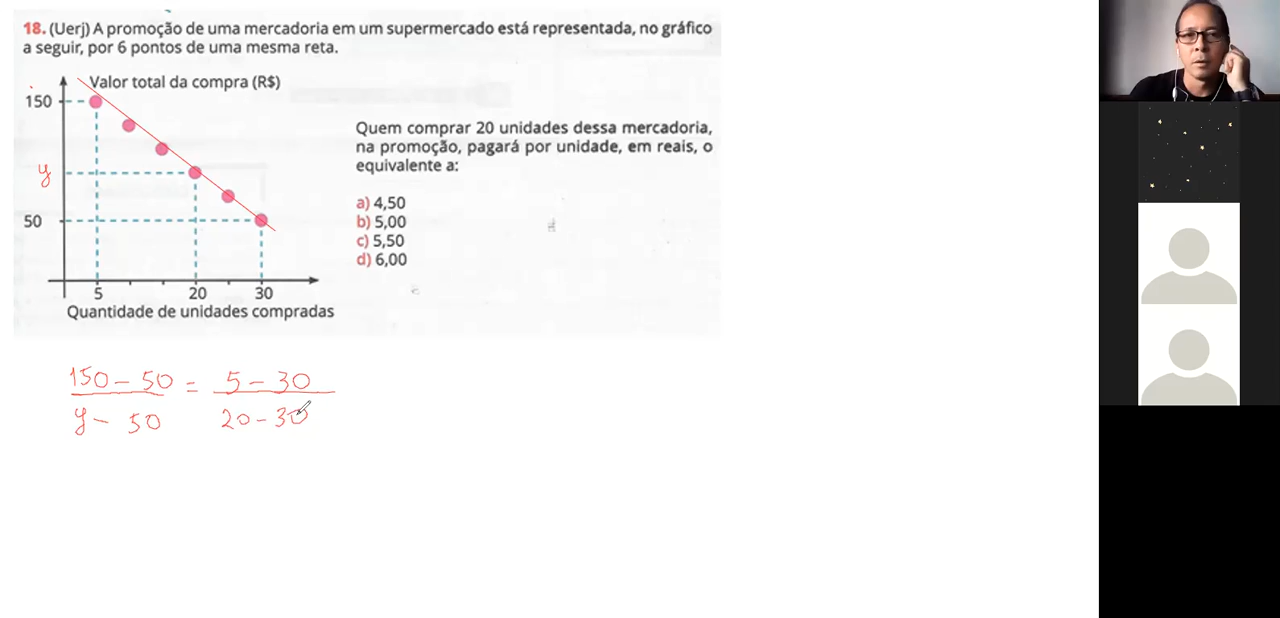 18. (Uerj) A promoção de uma mercadoria em um supermercado está representada, no gráfico
a seguir, por 6 pontos de uma mesma reta.
Valor total da compra (R$)
150
y
50
5 20 30
Quantidade de unidades compradas
Quem comprar 20 unidades dessa mercadoria,
na promoção, pagará por unidade, em reais, o
equivalente a:
a) 4,50
b) 5,00
c) 5,50
d) 6,00
150 - 50 = 5 - 30
y - 50 20 - 30